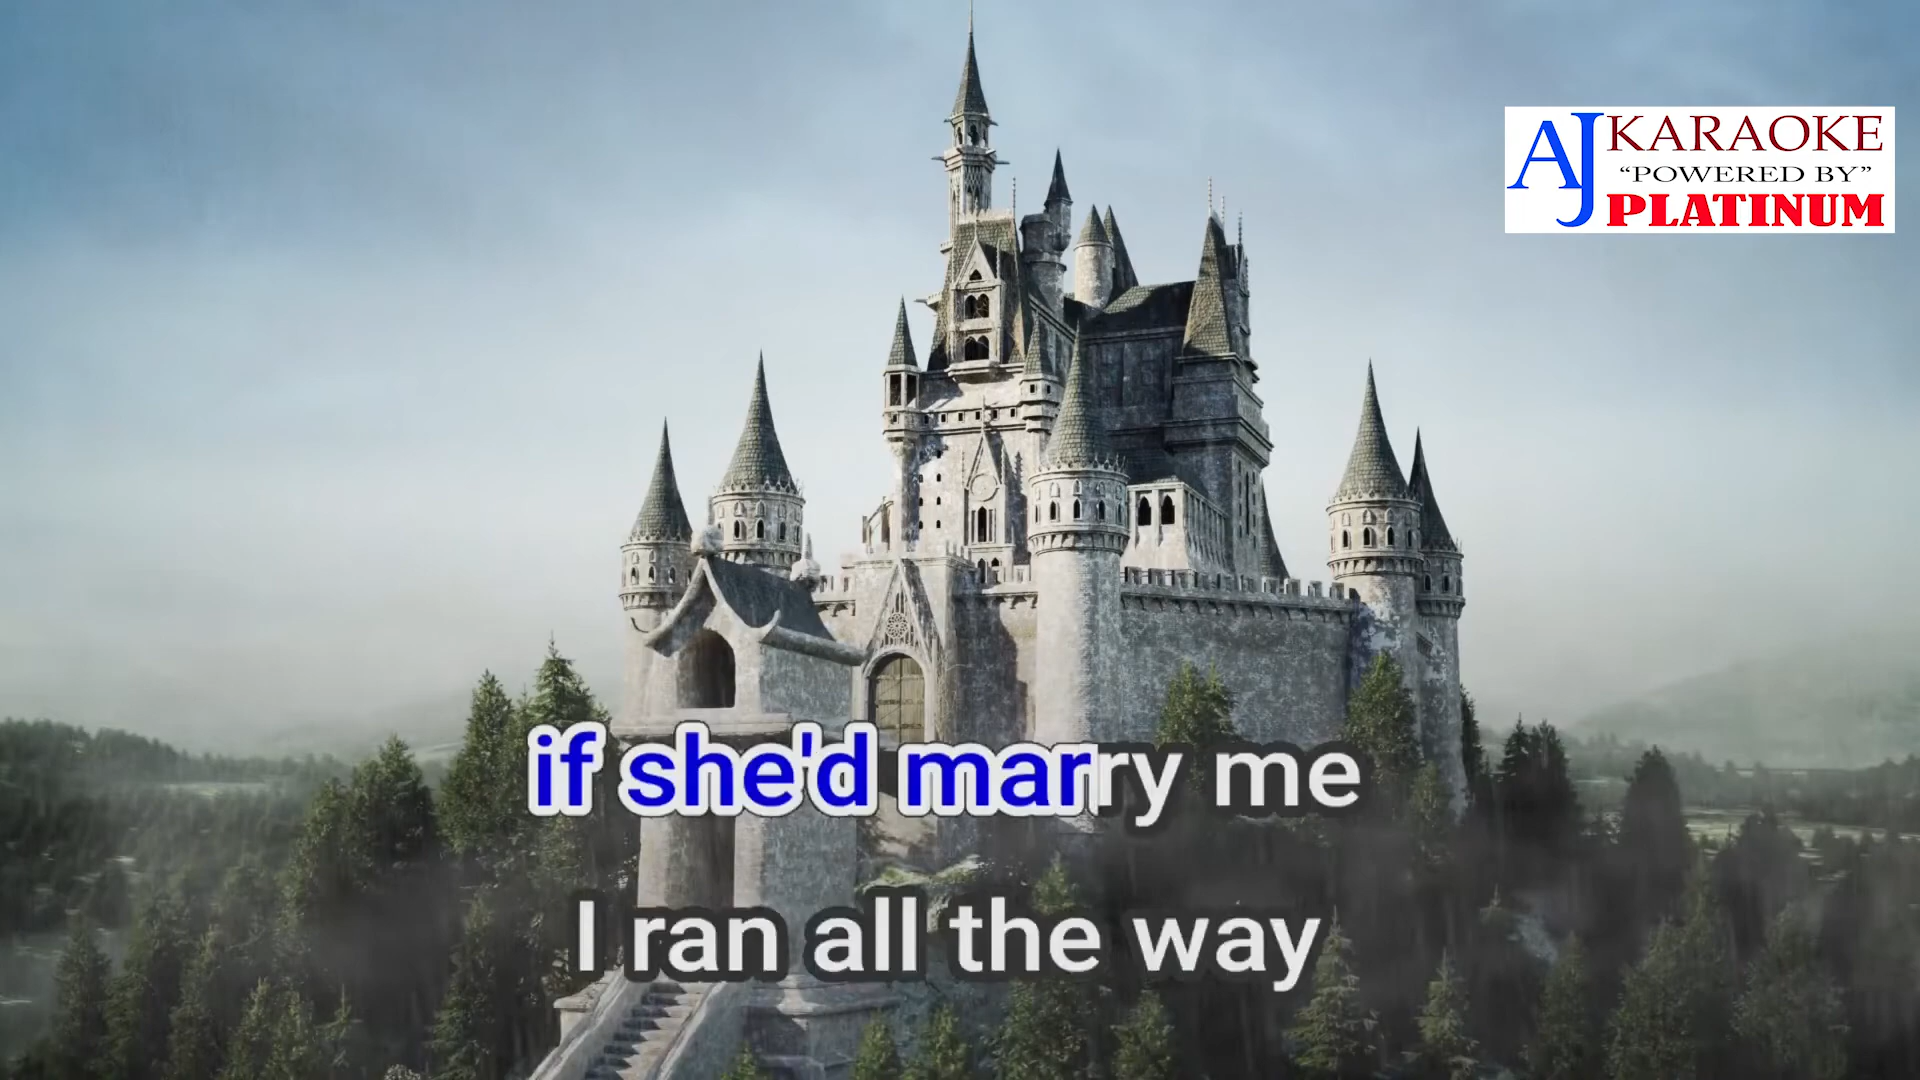 AJ KARAOKE
"POWERED BY"
PLATINUM
if she'd marry me
I ran all the way